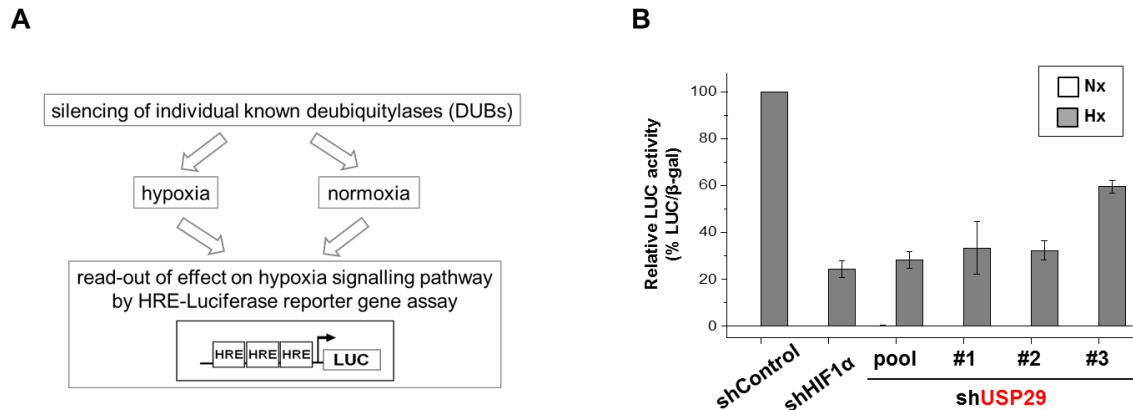 A
silencing of individual known deubiquitylases (DUBs)
hypoxia
normoxia
read-out of effect on hypoxia signalling pathway
by HRE-Luciferase reporter gene assay
HRE HRE HRE LUC
B
Relative LUC activity
(% LUC/β-gal)
100
80
60
40
20
0
Nx
Hx
shControl
shHIF1α
pool
#1
#2
#3
shUSP29